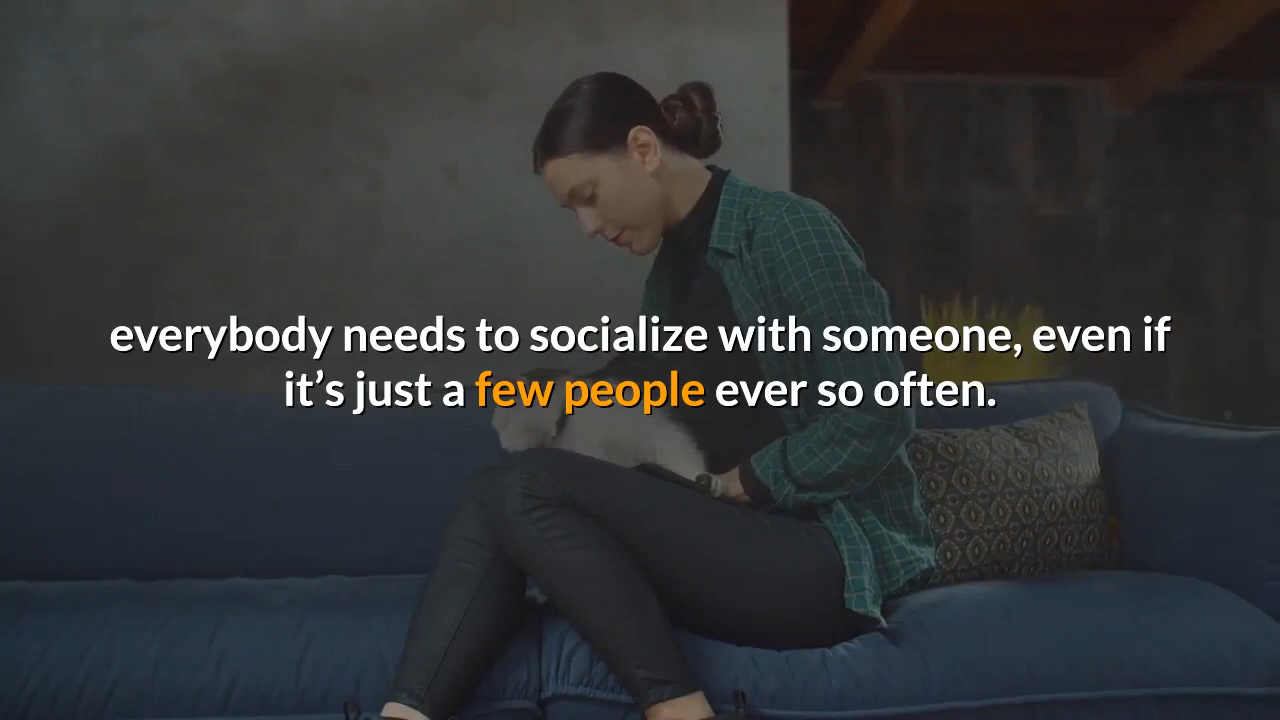 everybody needs to socialize with someone, even if
it’s just a few people ever so often.